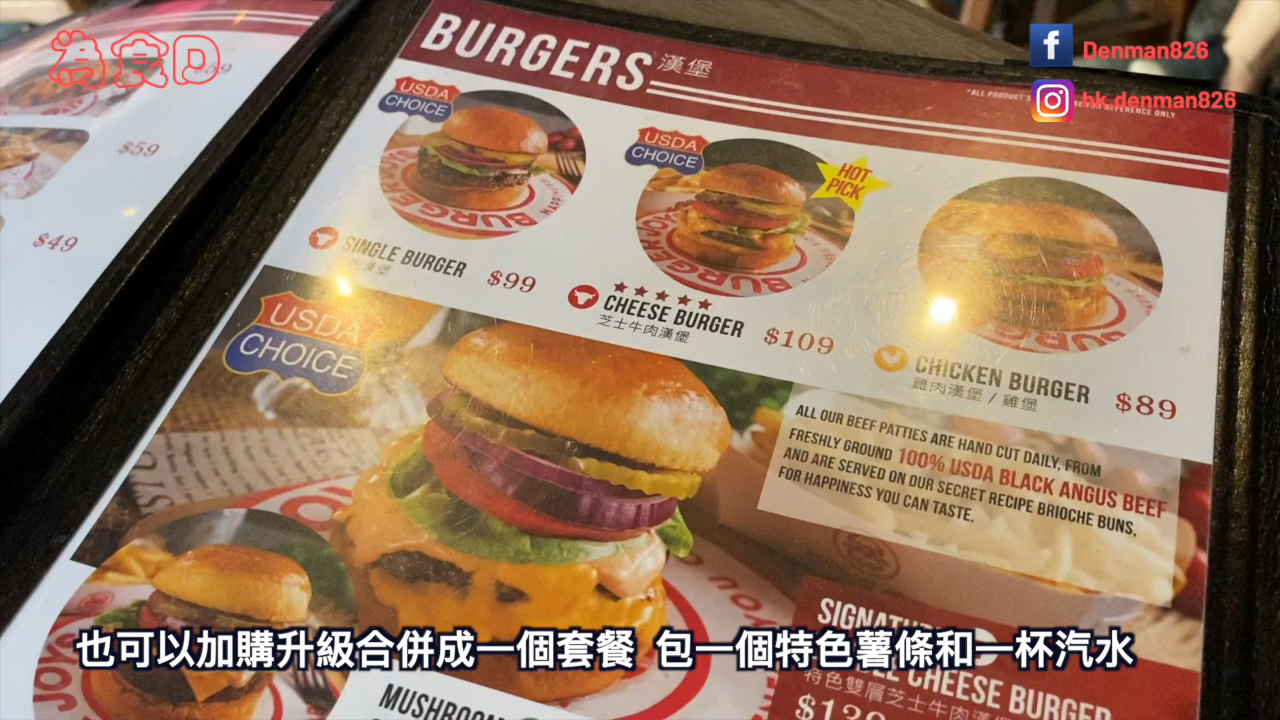 為食D
Denman826
hk.denman826
BURGERS 漢堡
REFERENCE ONLY.
$59
$49
USDA
CHOICE
USDA
CHOICE
HOT
PICK
SINGLE BURGER $99
漢堡
CHEESE BURGER $109
芝士牛肉漢堡
CHICKEN BURGER $89
雞肉漢堡 / 雞堡
USDA
CHOICE
ALL OUR BEEF PATTIES ARE HAND CUT DAILY, FROM
FRESHLY GROUND 100% USDA BLACK ANGUS BEEF
AND ARE SERVED ON OUR SECRET RECIPE BRIOCHE BUNS,
FOR HAPPINESS YOU CAN TASTE.
CHEESE BURGER
特色雙層芝士牛肉漢
MUSHROOM
也可以加購升級合併成一個套餐 包一個特色薯條和一杯汽水